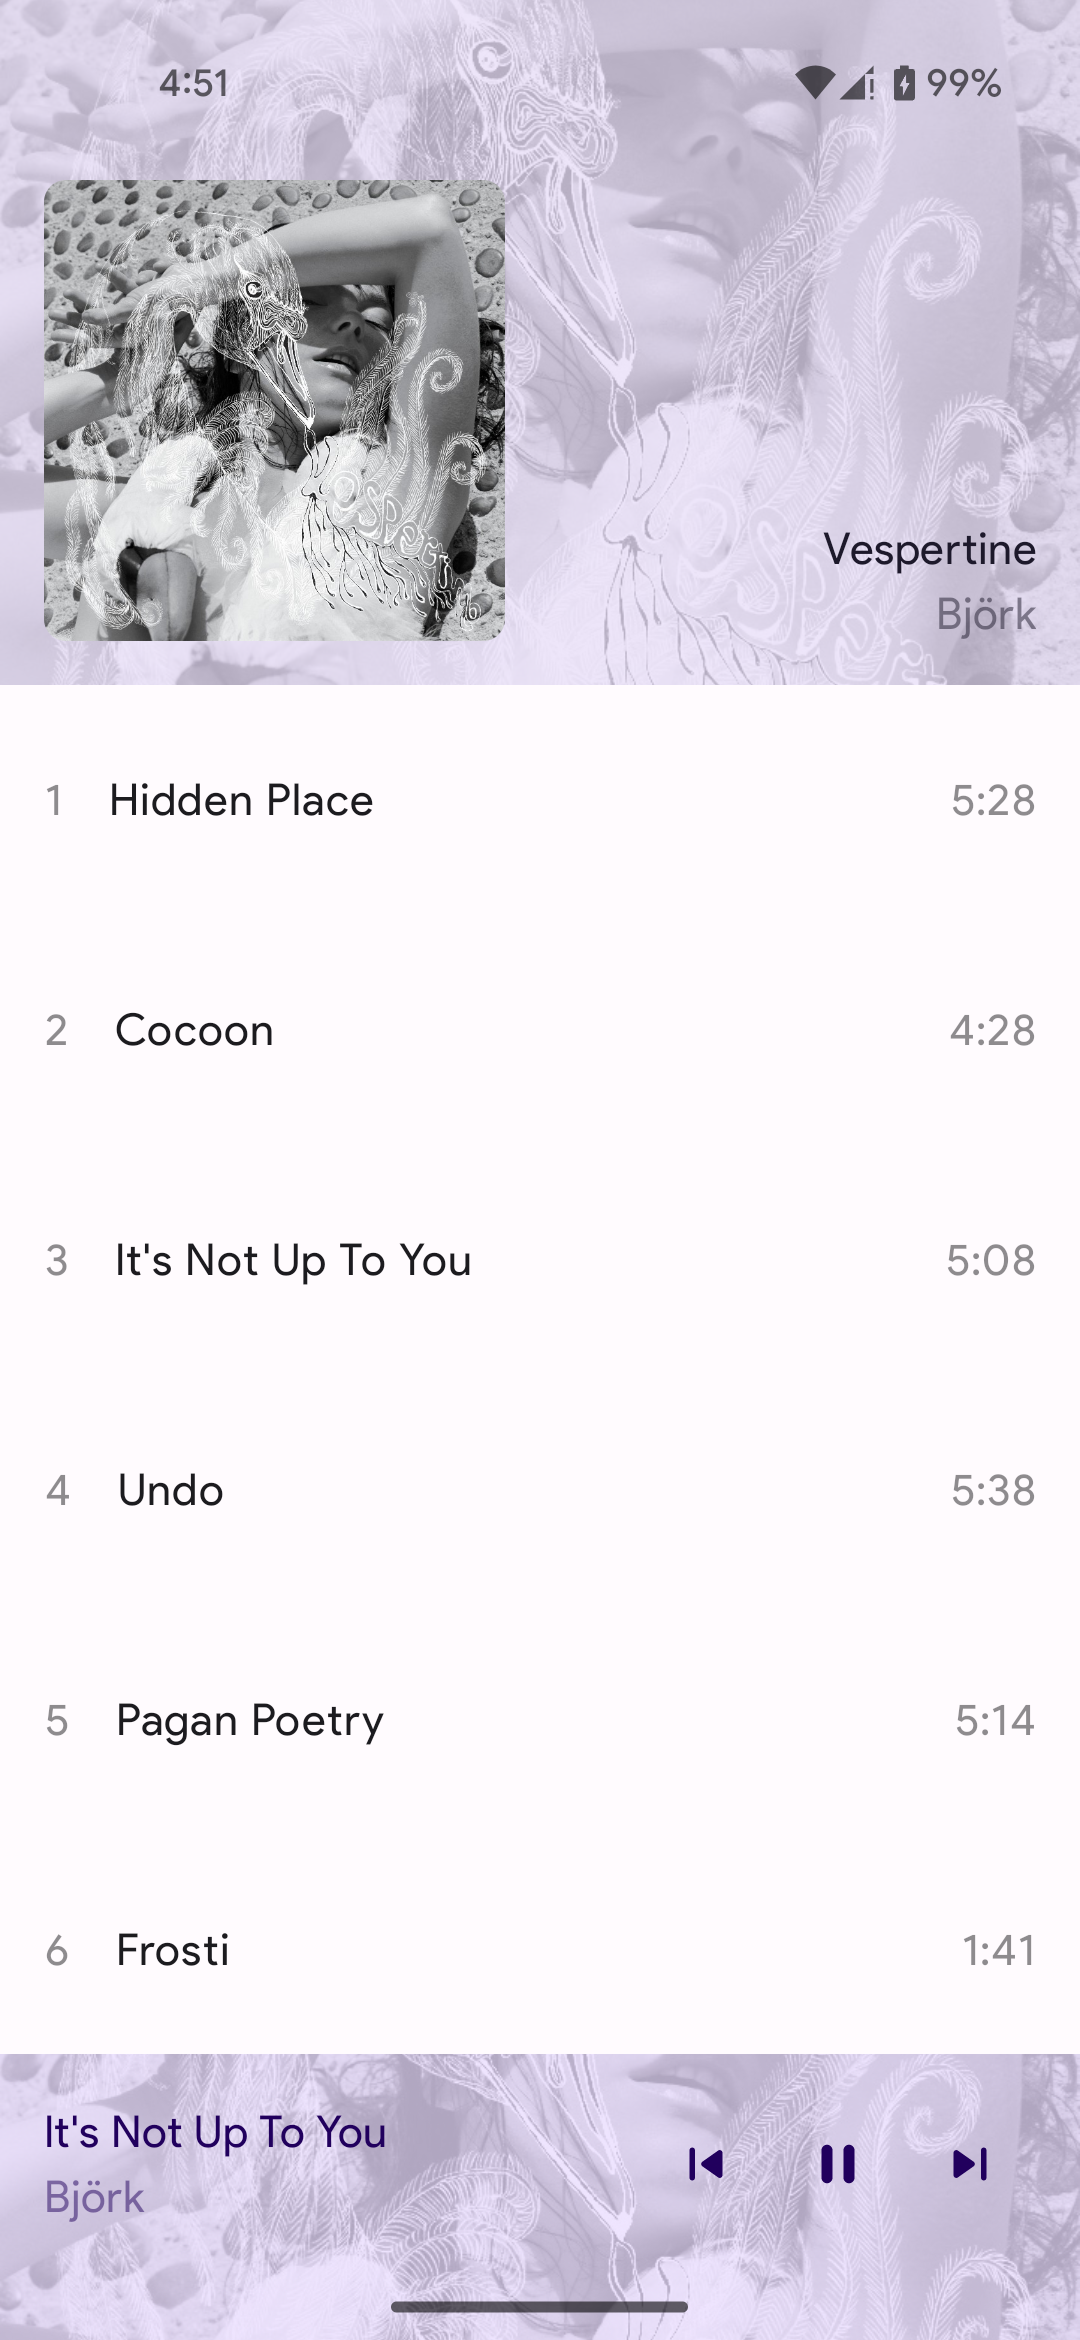 4:51 99%
Vespertine
Björk
1 Hidden Place 5:28
2 Cocoon 4:28
3 It's Not Up To You 5:08
4 Undo 5:38
5 Pagan Poetry 5:14
6 Frosti 1:41
It's Not Up To You
Björk